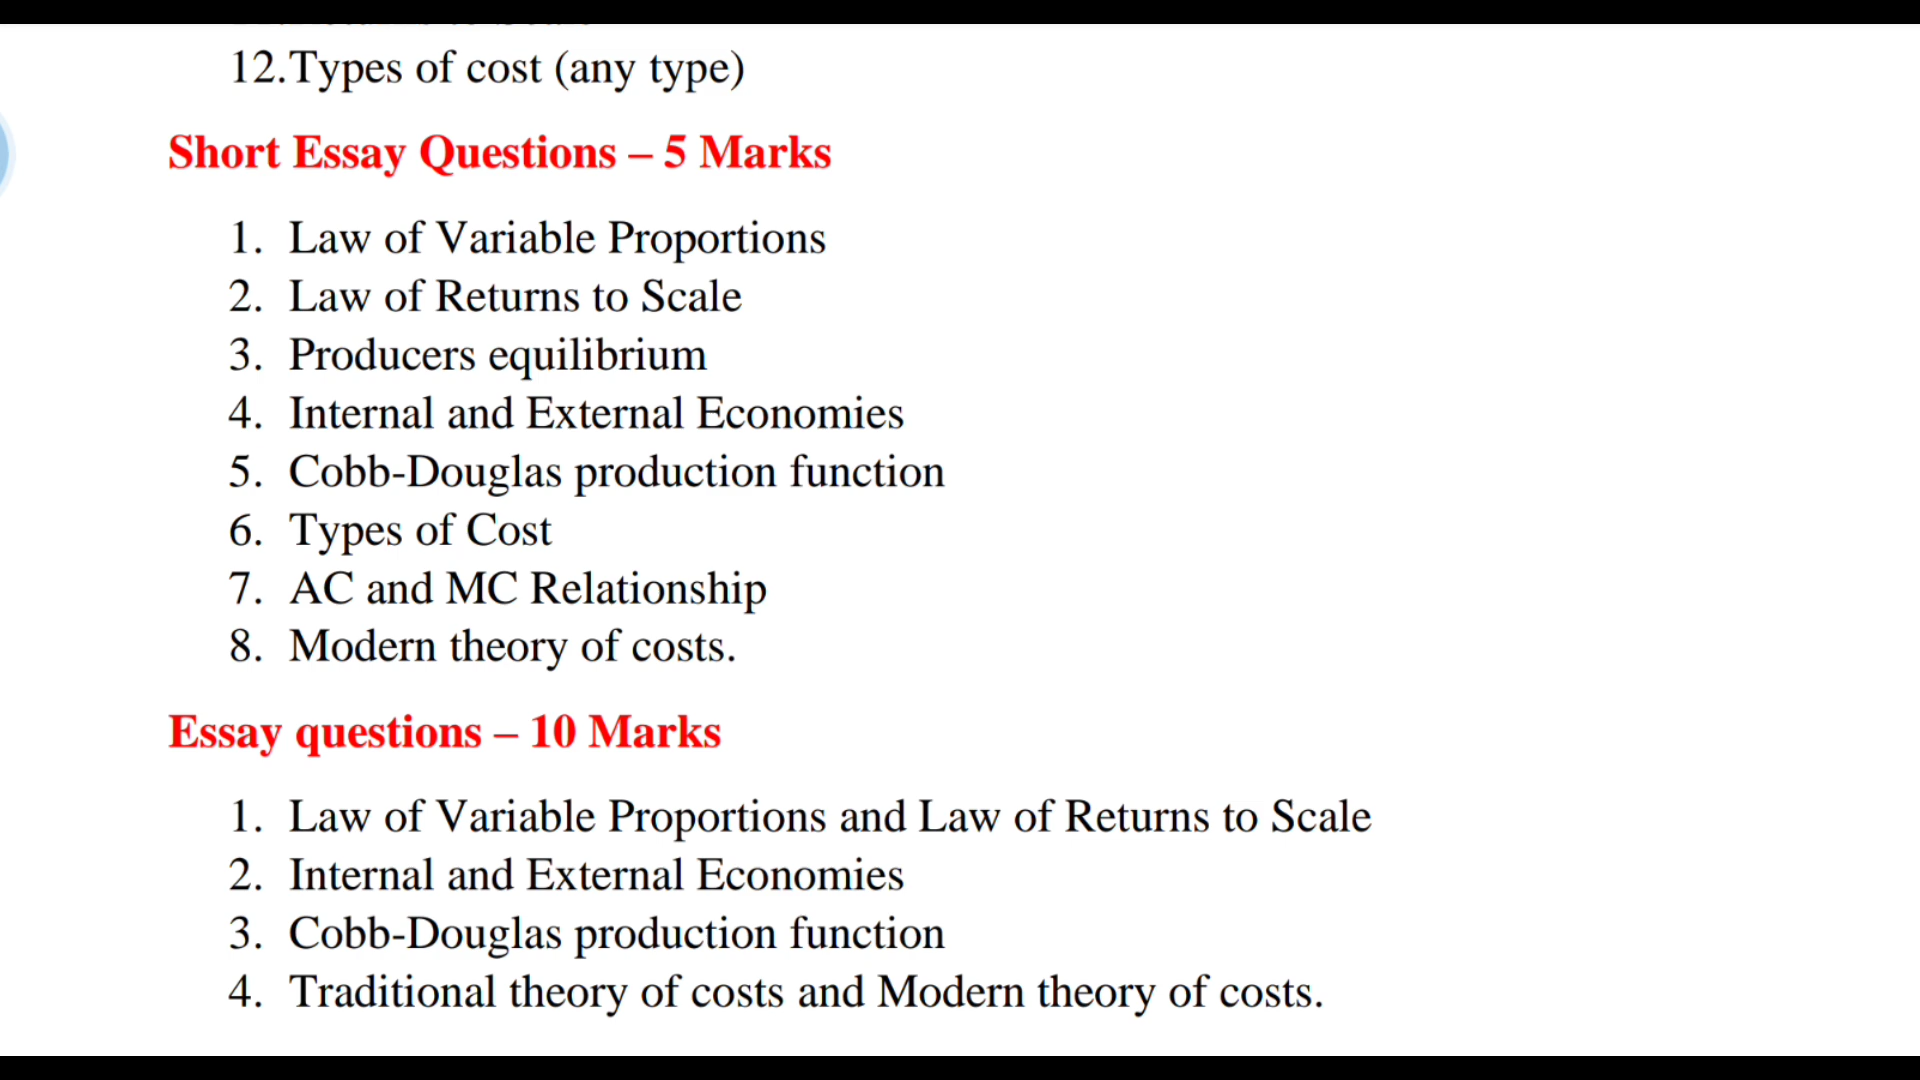 12.Types of cost (any type)
Short Essay Questions – 5 Marks
1. Law of Variable Proportions
2. Law of Returns to Scale
3. Producers equilibrium
4. Internal and External Economies
5. Cobb-Douglas production function
6. Types of Cost
7. AC and MC Relationship
8. Modern theory of costs.
Essay questions – 10 Marks
1. Law of Variable Proportions and Law of Returns to Scale
2. Internal and External Economies
3. Cobb-Douglas production function
4. Traditional theory of costs and Modern theory of costs.